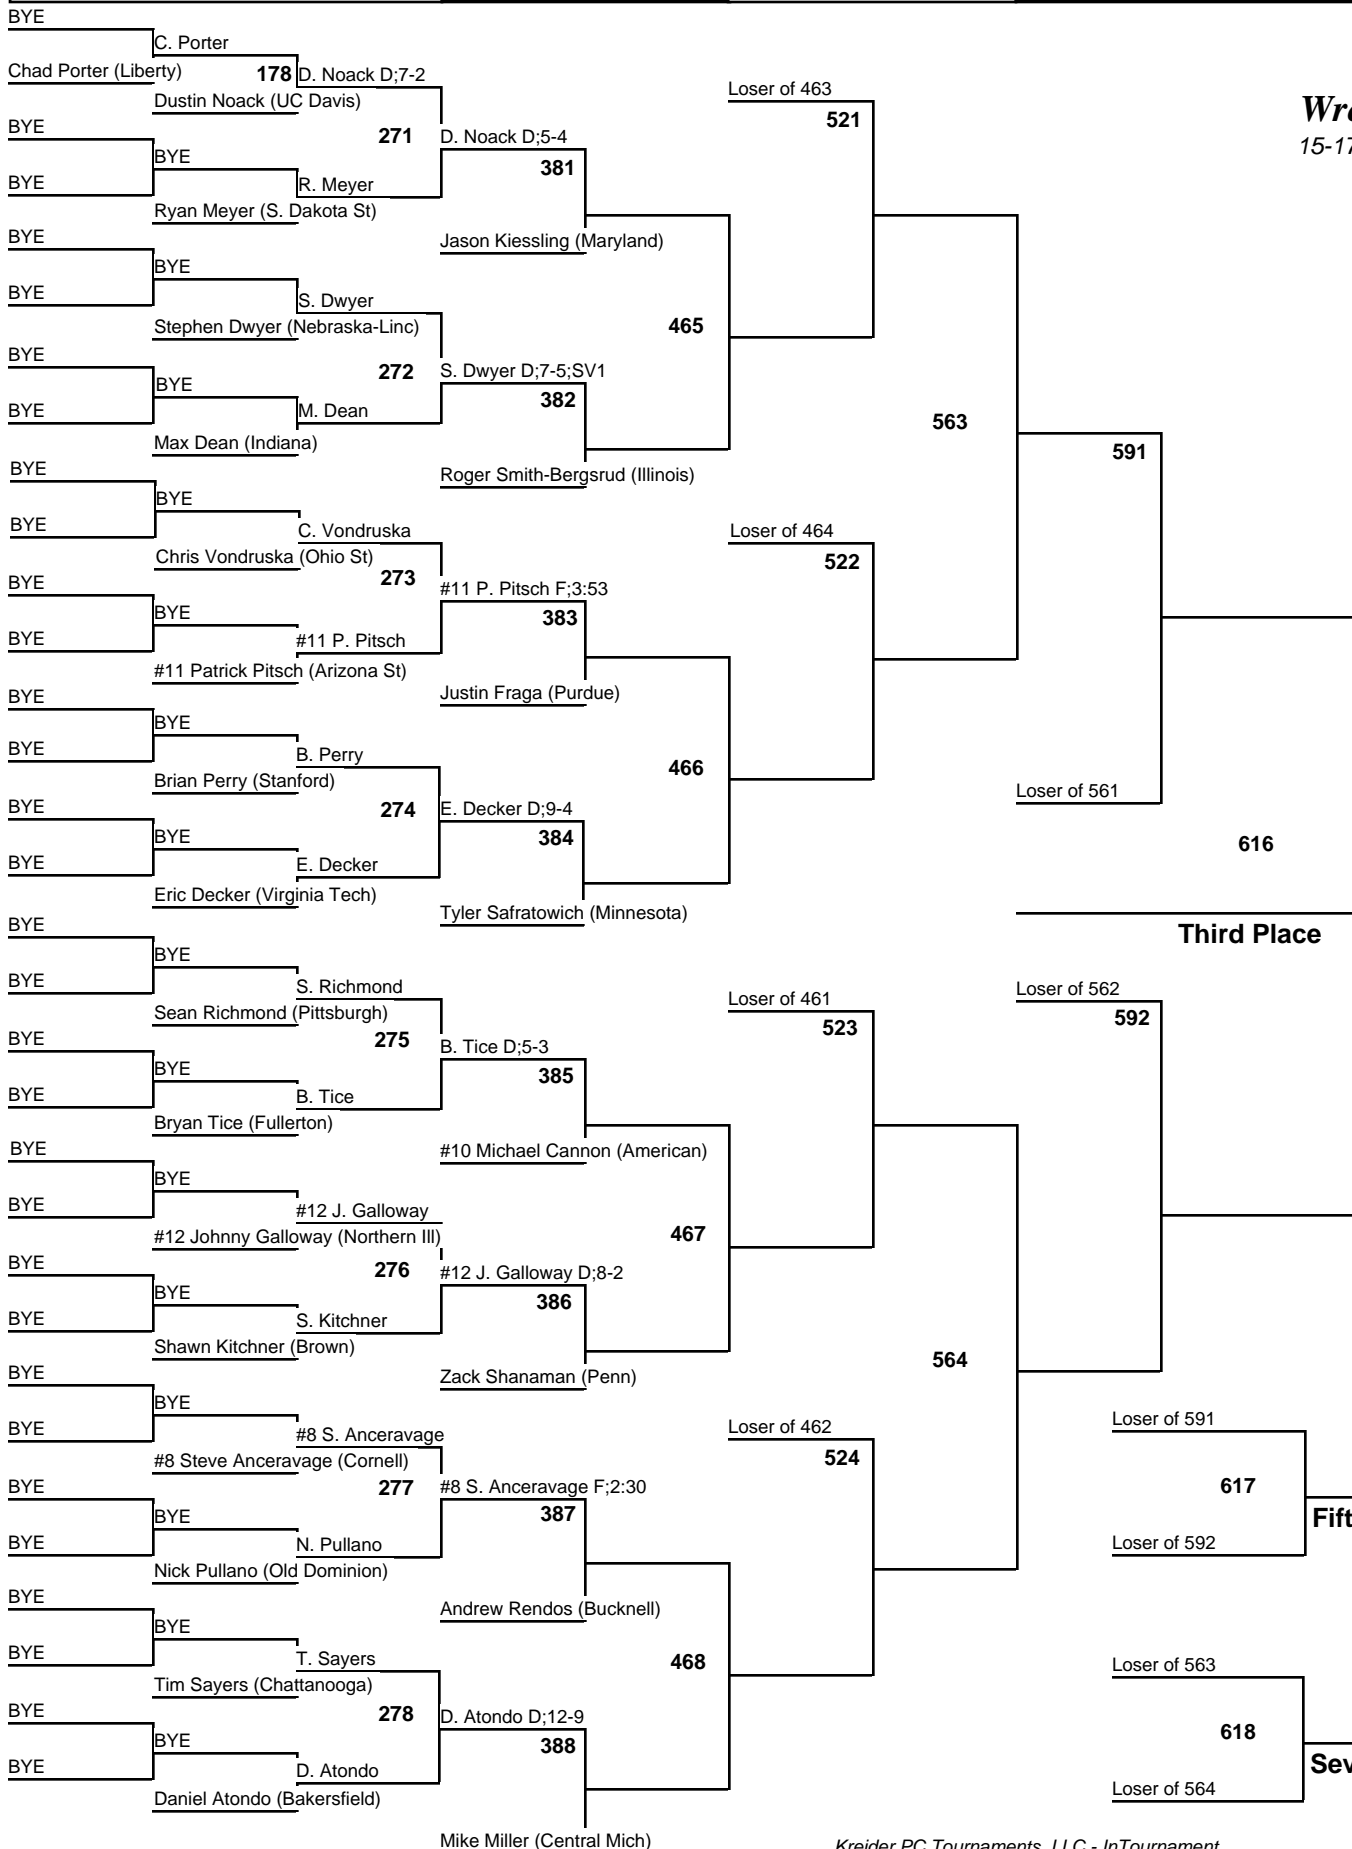 BYE
C. Porter
Chad Porter (Liberty)
178
D. Noack D;7-2
Dustin Noack (UC Davis)
BYE
271
D. Noack D;5-4
BYE
381
BYE
R. Meyer
Ryan Meyer (S. Dakota St)
Jason Kiessling (Maryland)
BYE
BYE
BYE
S. Dwyer
Stephen Dwyer (Nebraska-Linc)
465
BYE
272
S. Dwyer D;7-5;SV1
BYE
382
BYE
M. Dean
Max Dean (Indiana)
Roger Smith-Bergsrud (Illinois)
BYE
BYE
BYE
C. Vondruska
Chris Vondruska (Ohio St)
273
BYE
#11 P. Pitsch F;3:53
BYE
383
BYE
#11 P. Pitsch
#11 Patrick Pitsch (Arizona St)
Justin Fraga (Purdue)
BYE
BYE
BYE
B. Perry
Brian Perry (Stanford)
466
BYE
274
E. Decker D;9-4
BYE
384
BYE
E. Decker
Eric Decker (Virginia Tech)
Tyler Safratowich (Minnesota)
BYE
BYE
BYE
S. Richmond
Sean Richmond (Pittsburgh)
BYE
275
B. Tice D;5-3
BYE
385
BYE
B. Tice
Bryan Tice (Fullerton)
#10 Michael Cannon (American)
BYE
BYE
BYE
#12 J. Galloway
#12 Johnny Galloway (Northern Ill)
467
BYE
276
#12 J. Galloway D;8-2
BYE
386
BYE
S. Kitchner
Shawn Kitchner (Brown)
Zack Shanaman (Penn)
BYE
BYE
BYE
#8 S. Anceravage
#8 Steve Anceravage (Cornell)
BYE
277
#8 S. Anceravage F;2:30
BYE
387
BYE
N. Pullano
Nick Pullano (Old Dominion)
Andrew Rendos (Bucknell)
BYE
BYE
BYE
T. Sayers
Tim Sayers (Chattanooga)
468
BYE
278
D. Atondo D;12-9
BYE
388
BYE
D. Atondo
Daniel Atondo (Bakersfield)
Mike Miller (Central Mich)
Loser of 463
521
563
Loser of 464
522
Loser of 461
523
564
Loser of 462
524
Wre
15-17
591
Loser of 561
616
Third Place
Loser of 562
592
Loser of 591
617
Fift
Loser of 592
Loser of 563
618
Sev
Loser of 564
Kreider PC Tournaments, LLC - InTournament